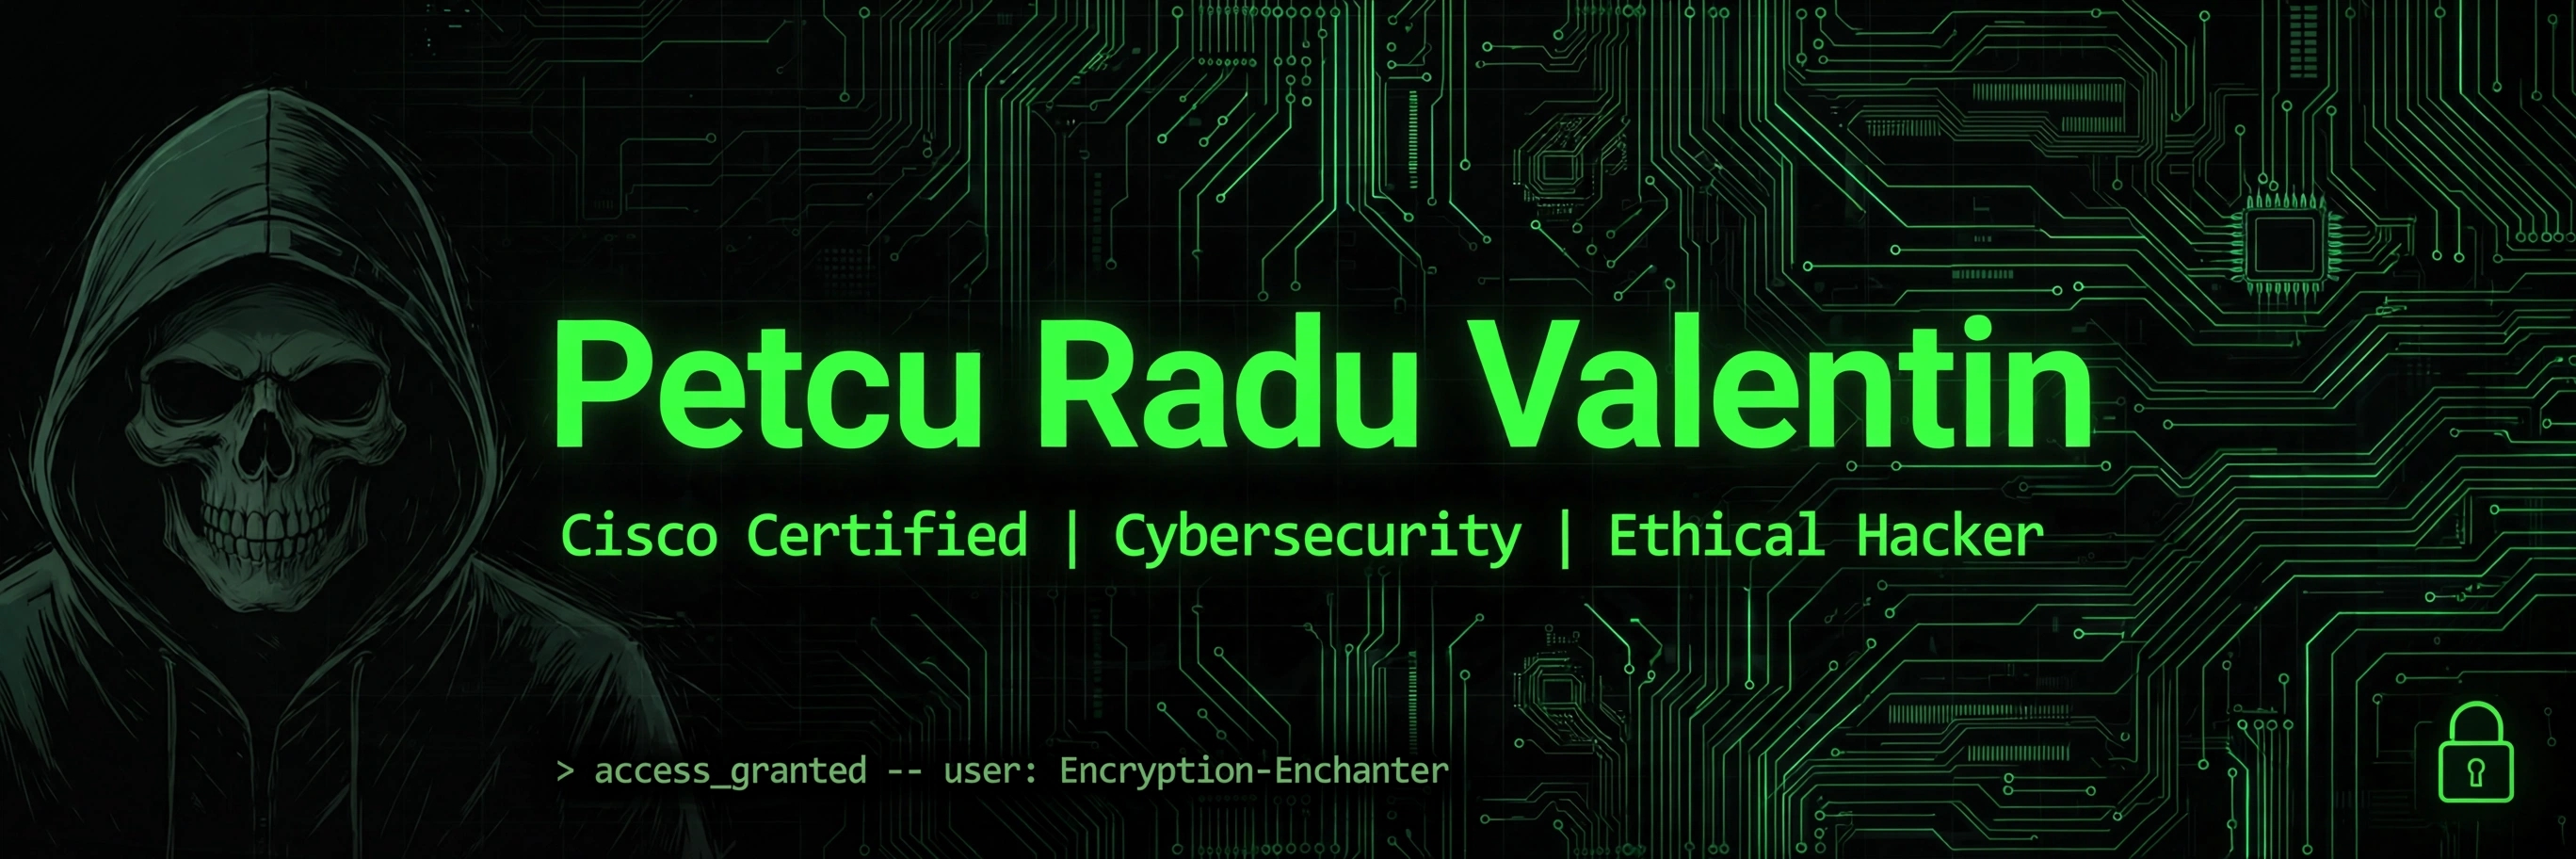 Petcu Radu Valentin
Cisco Certified | Cybersecurity | Ethical Hacker
> access_granted -- user: Encryption-Enchanter